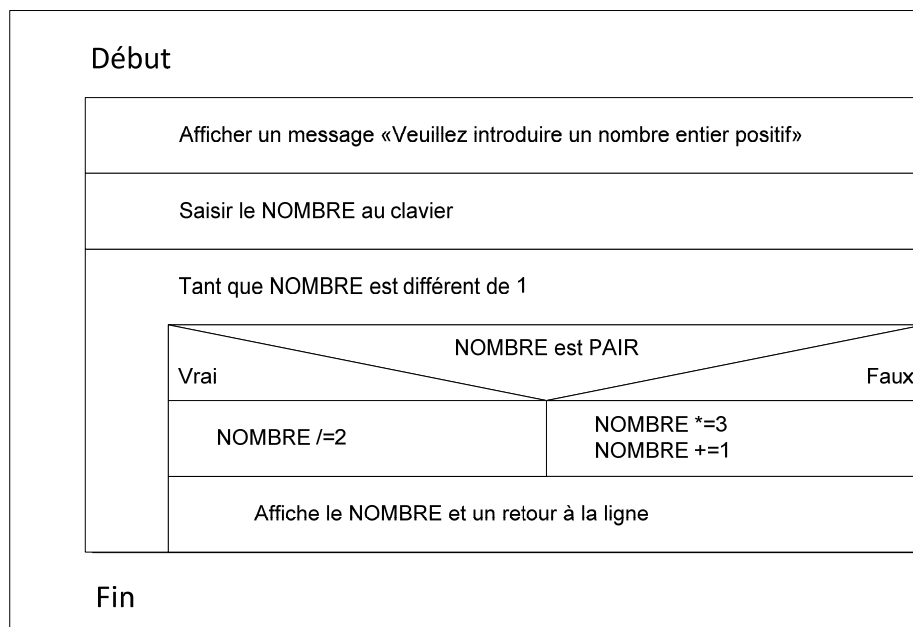 Début
Afficher un message «Veuillez introduire un nombre entier positif»
Saisir le NOMBRE au clavier
Tant que NOMBRE est différent de 1
NOMBRE est PAIR
Vrai
Faux
NOMBRE /=2
NOMBRE *=3
NOMBRE +=1
Affiche le NOMBRE et un retour à la ligne
Fin